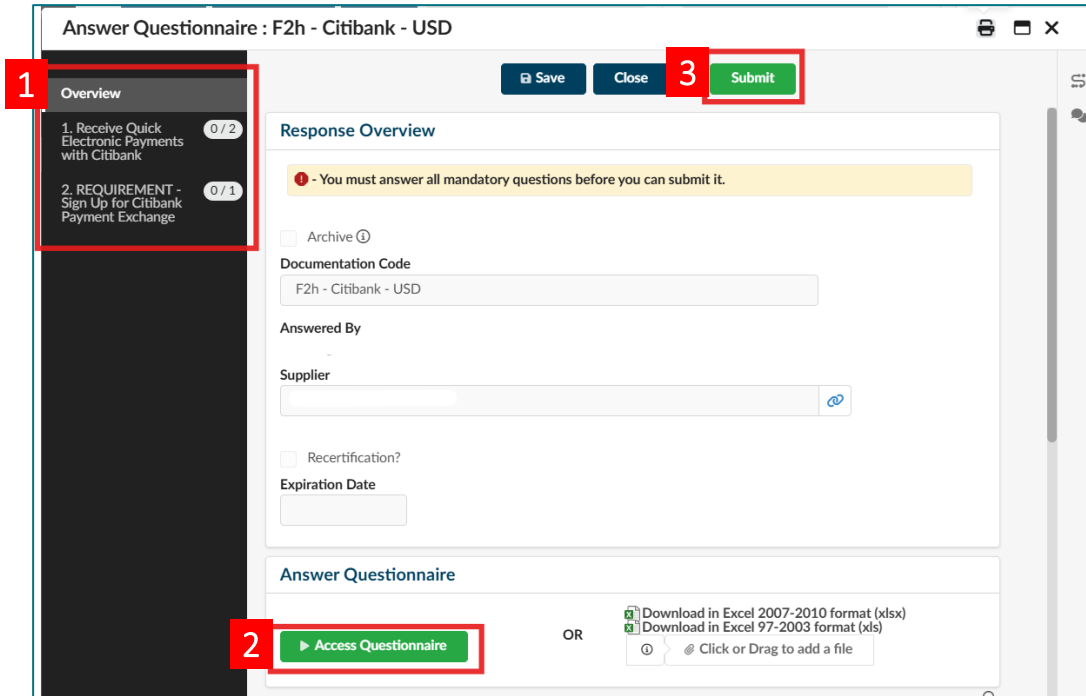 Answer Questionnaire : F2h - Citibank - USD
1
Overview
1. Receive Quick
Electronic Payments
with Citibank
0 / 2
2. REQUIREMENT -
Sign Up for Citibank
Payment Exchange
0 / 1
Save
Close
3
Submit
Response Overview
- You must answer all mandatory questions before you can submit it.
Archive
Documentation Code
F2h - Citibank - USD
Answered By
Supplier
Recertification?
Expiration Date
Answer Questionnaire
2
Access Questionnaire
OR
Download in Excel 2007-2010 format (xlsx)
Download in Excel 97-2003 format (xls)
Click or Drag to add a file